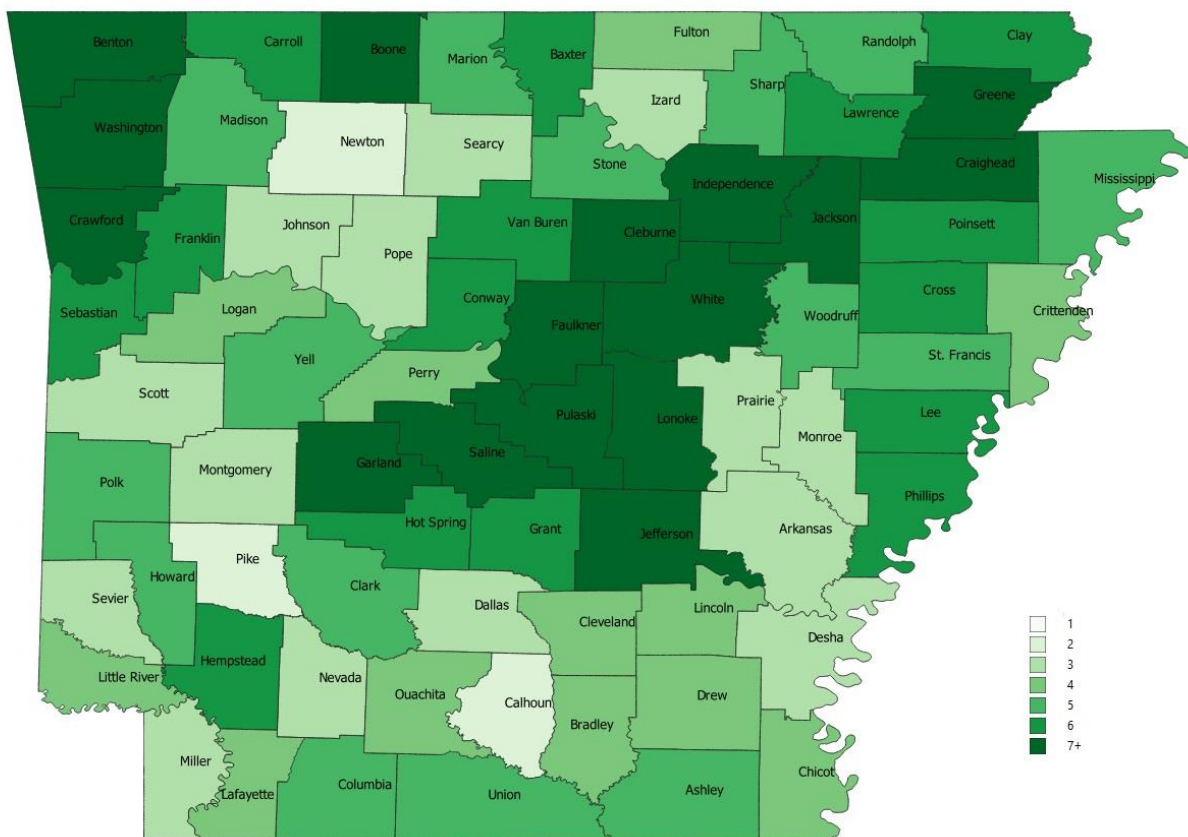 Benton
Carroll
Boone
Marion
Baxter
Fulton
Randolph
Clay
Washington
Madison
Newton
Searcy
Stone
Izard
Sharp
Lawrence
Greene
Craighead
Mississippi
Crawford
Franklin
Johnson
Pope
Van Buren
Cleburne
Independence
Jackson
Poinsett
Sebastian
Logan
Conway
Faulkner
White
Woodruff
Cross
Crittenden
Scott
Yell
Perry
Pulaski
Lonoke
Prairie
Monroe
St. Francis
Lee
Polk
Montgomery
Garland
Saline
Hot Spring
Grant
Jefferson
Arkansas
Phillips
Sevier
Howard
Pike
Clark
Dallas
Cleveland
Lincoln
Desha
Little River
Hempstead
Nevada
Ouachita
Calhoun
Bradley
Drew
Miller
Lafayette
Columbia
Union
Ashley
Chicot
1
2
3
4
5
6
7+